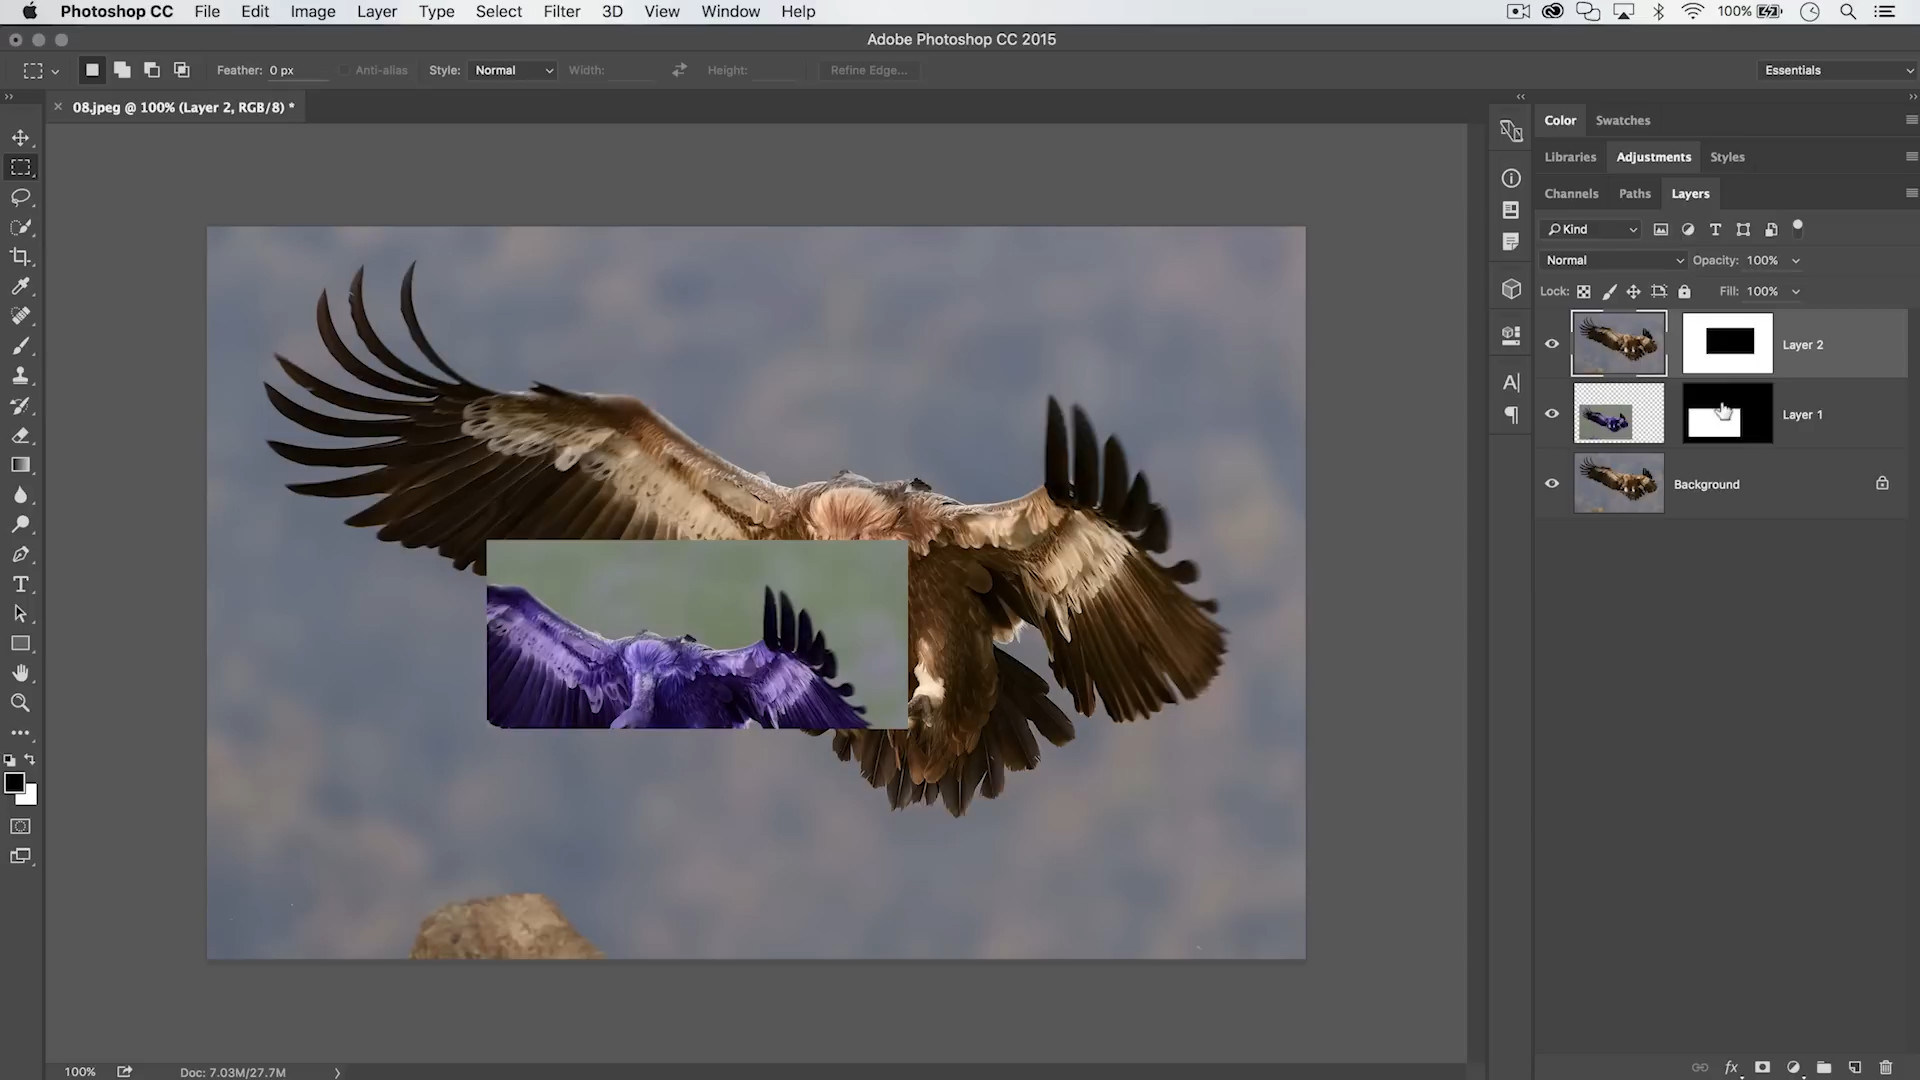 Photoshop CC File Edit Image Layer Type Select Filter 3D View Window Help 100%
Adobe Photoshop CC 2015
Feather: 0 px Anti-alias Style: Normal Width: Height: Refine Edge... Essentials
08.jpeg @ 100% (Layer 2, RGB/8) *
Color Swatches
Libraries Adjustments Styles
Channels Paths Layers
Kind
Normal Opacity: 100%
Lock: Fill: 100%
Layer 2
Layer 1
Background
100% Doc: 7.03M/27.7M